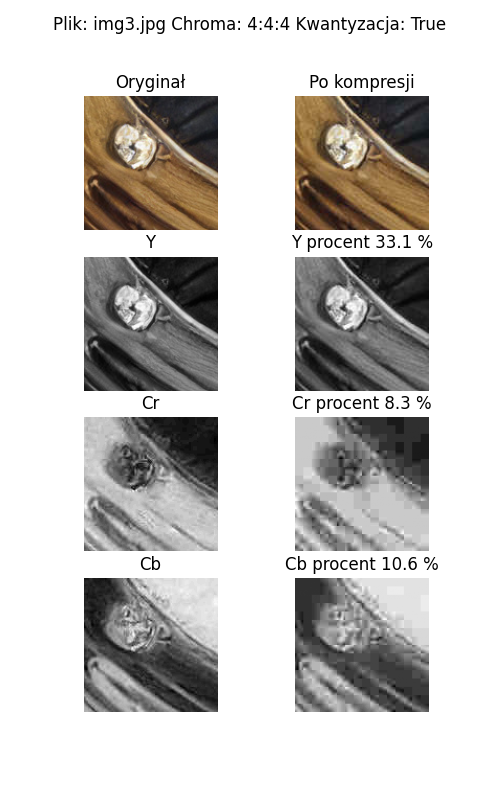 Plik: img3.jpg Chroma: 4:4:4 Kwantyzacja: True
Oryginał Po kompresji
Y Y procent 33.1 %
Cr Cr procent 8.3 %
Cb Cb procent 10.6 %